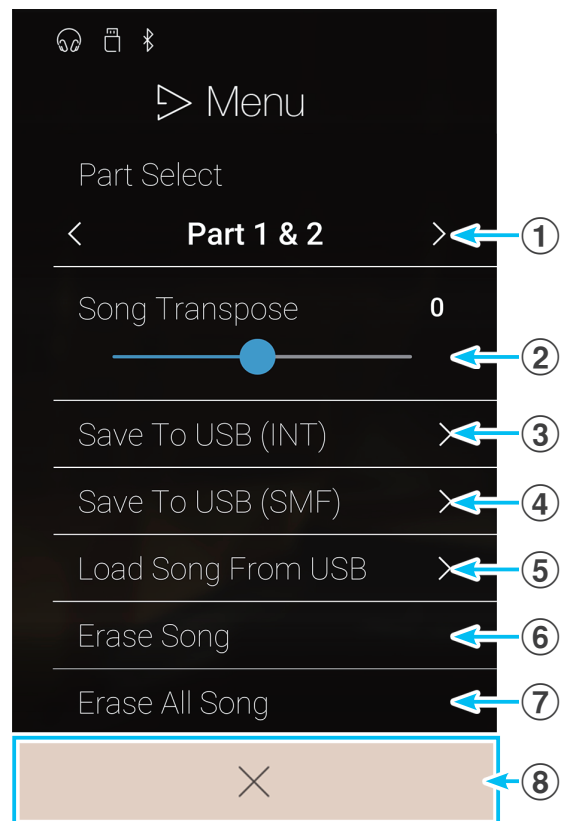 Menu
Part Select
Part 1 & 2
1
Song Transpose 0
2
Save To USB (INT)
3
Save To USB (SMF)
4
Load Song From USB
5
Erase Song
6
Erase All Song
7
8